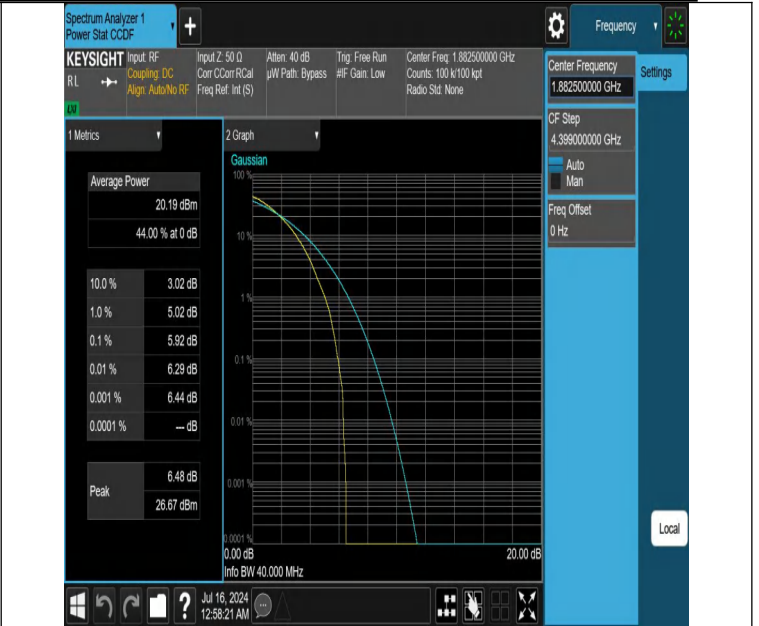 Spectrum Analyzer 1
Power Stat CCDF
+
Frequency
KEYSIGHT
RL
Input: RF
Coupling: DC
Align: Auto/No RF
Input Z: 50 Ω
Corr CCorr RCal
Freq Ref: Int (S)
Atten: 40 dB
µW Path: Bypass
Trig: Free Run
#IF Gain: Low
Center Freq: 1.882500000 GHz
Counts: 100 k/100 kpt
Radio Std: None
Center Frequency
1.882500000 GHz
Settings
CF Step
4.399000000 GHz
Auto
Man
Freq Offset
0 Hz
1 Metrics
Average Power
20.19 dBm
44.00 % at 0 dB
10.0 % 3.02 dB
1.0 % 5.02 dB
0.1 % 5.92 dB
0.01 % 6.29 dB
0.001 % 6.44 dB
0.0001 % --- dB
Peak
6.48 dB
26.67 dBm
2 Graph
Gaussian
100 %
10 %
1 %
0.1 %
0.01 %
0.001 %
0.0001 %
0.00 dB 20.00 dB
Info BW 40.000 MHz
Local
?
Jul 16, 2024
12:58:21 AM